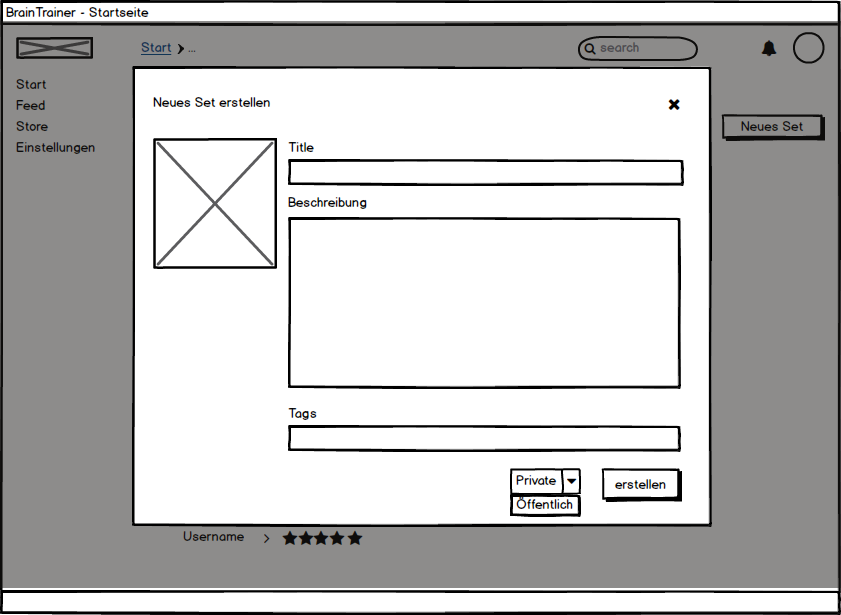 BrainTrainer - Startseite
Start > ...
search
Start
Feed
Store
Einstellungen
Neues Set
Neues Set erstellen
Title
Beschreibung
Tags
Private
Öffentlich
erstellen
Username >